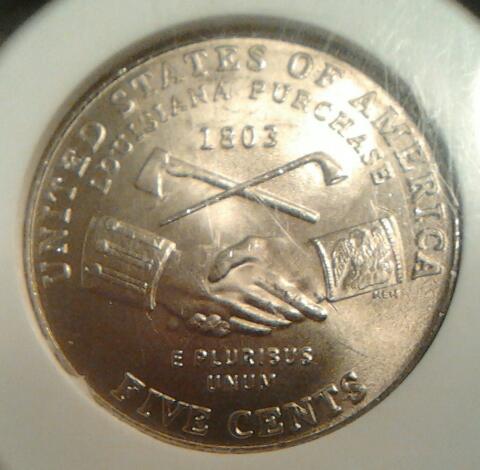 UNITED STATES OF AMERICA
LOUISIANA PURCHASE
1803
E PLURIBUS
UNUM
FIVE CENTS